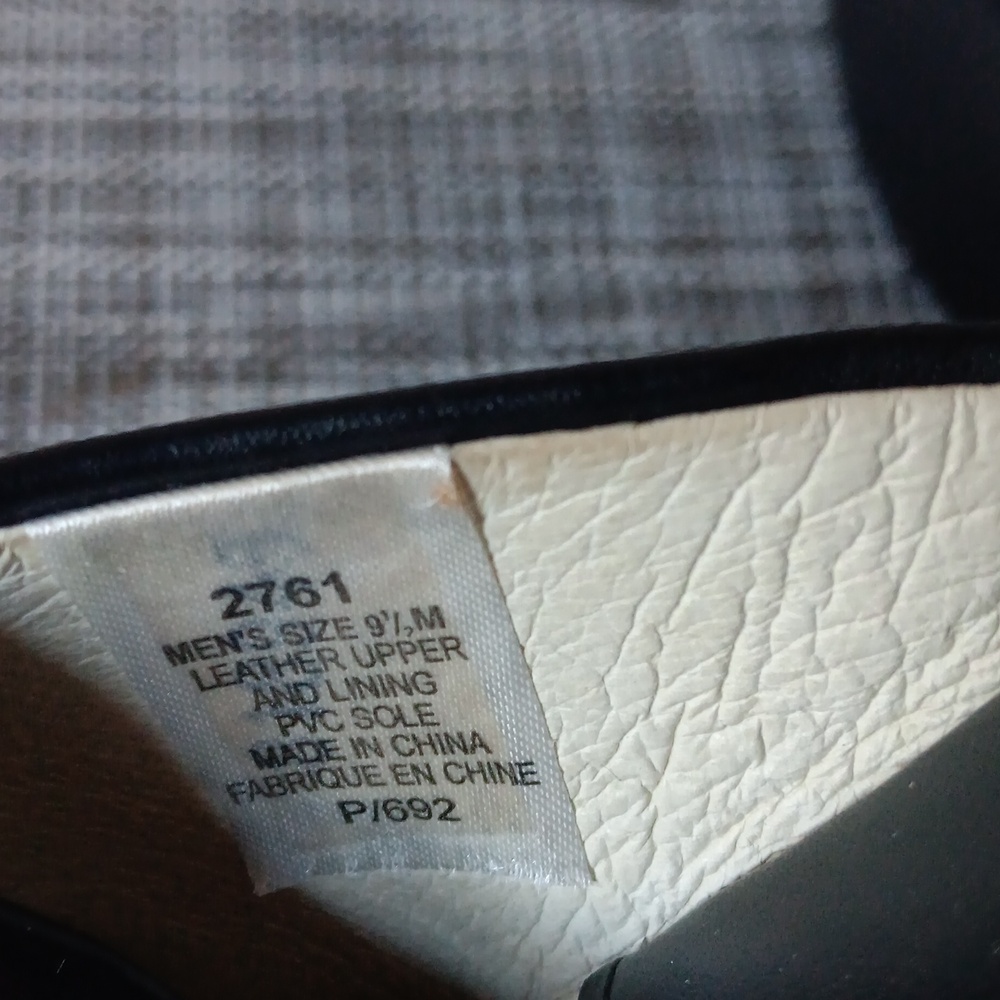 2761
MEN'S SIZE 9½M
LEATHER UPPER
AND LINING
PVC SOLE
MADE IN CHINA
FABRIQUE EN CHINE
P/692